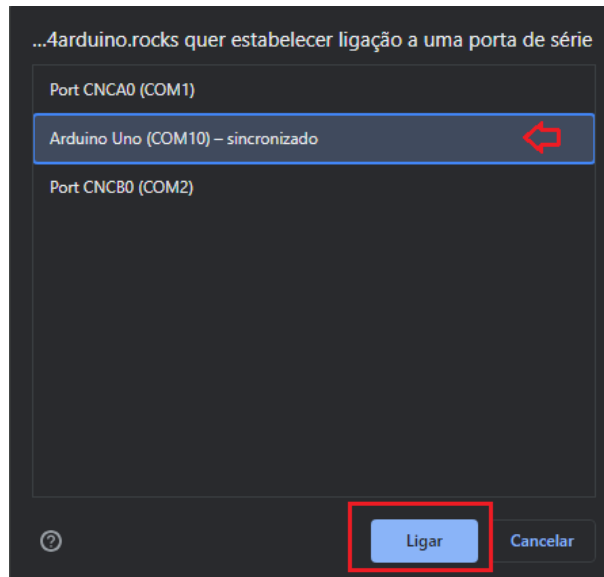 ...4arduino.rocks quer estabelecer ligação a uma porta de série
Port CNCA0 (COM1)
Arduino Uno (COM10) – sincronizado
Port CNCB0 (COM2)
Ligar
Cancelar